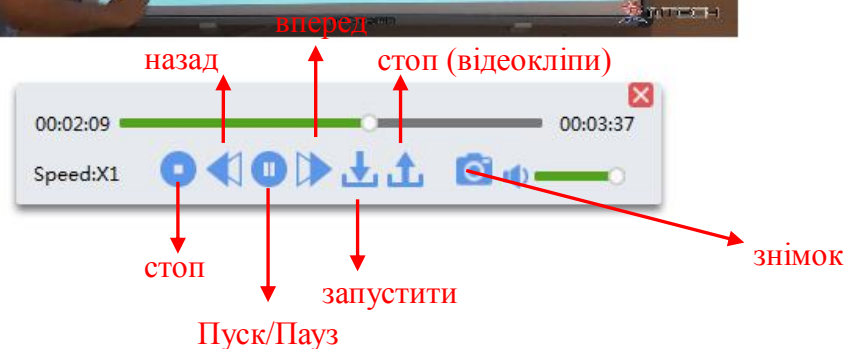 вперед
назад
стоп (відеокліпи)
00:02:09
00:03:37
Speed:X1
стоп
знімок
запустити
Пуск/Пауз